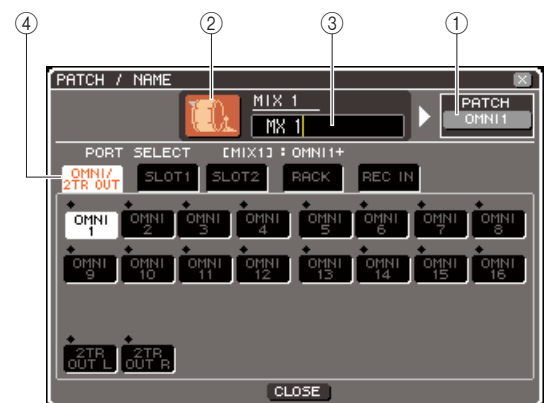 ④ ② ③ ①
PATCH / NAME
MIX 1
PATCH
MX 1
OMNI1
PORT SELECT [MIX1]:OMNI1+
OMNI/ 2TR OUT SLOT1 SLOT2 RACK REC IN
OMNI 1 OMNI 2 OMNI 3 OMNI 4 OMNI 5 OMNI 6 OMNI 7 OMNI 8
OMNI 9 OMNI 10 OMNI 11 OMNI 12 OMNI 13 OMNI 14 OMNI 15 OMNI 16
2TR OUT L 2TR OUT R
CLOSE